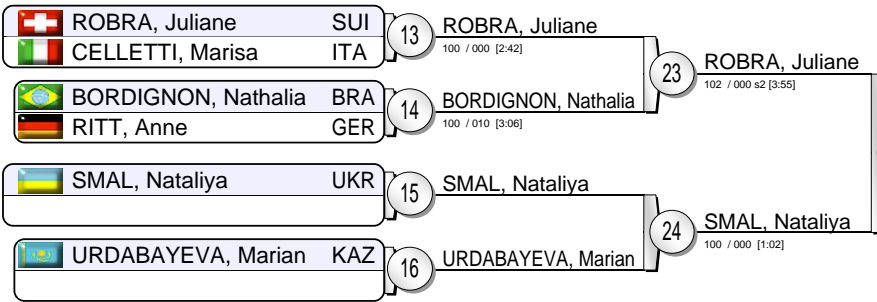 ROBRA, Juliane SUI
CELLETTI, Marisa ITA
13
ROBRA, Juliane
100 / 000 [2:42]
BORDIGNON, Nathalia BRA
RITT, Anne GER
14
BORDIGNON, Nathalia
100 / 010 [3:06]
23
ROBRA, Juliane
102 / 000 s2 [3:55]
SMAL, Nataliya UKR
15
SMAL, Nataliya
URDABAYEVA, Marian KAZ
16
URDABAYEVA, Marian
24
SMAL, Nataliya
100 / 000 [1:02]